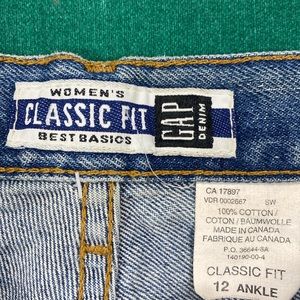 WOMEN'S
CLASSIC FIT
BEST BASICS
GAP
DENIM
CA 17897
VDR 0002667 SW
100% COTTON /
COTON / BAUMWOLLE
MADE IN CANADA
FABRIQUÉ AU CANADA
P.O. 36644-8A
140190-00-4
CLASSIC FIT
12 ANKLE